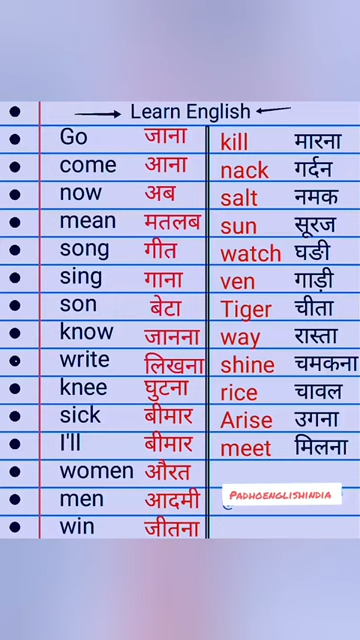 Learn English
Go जाना
come आना
now अब
mean मतलब
song गीत
sing गाना
son बेटा
know जानना
write लिखना
knee घुटना
sick बीमार
I'll बीमार
women औरत
men आदमी
win जीतना
kill मारना
nack गर्दन
salt नमक
sun सूरज
watch घङी
ven गाड़ी
Tiger चीता
way रास्ता
shine चमकना
rice चावल
Arise उगना
meet मिलना
PADHOENGLISHINDIA